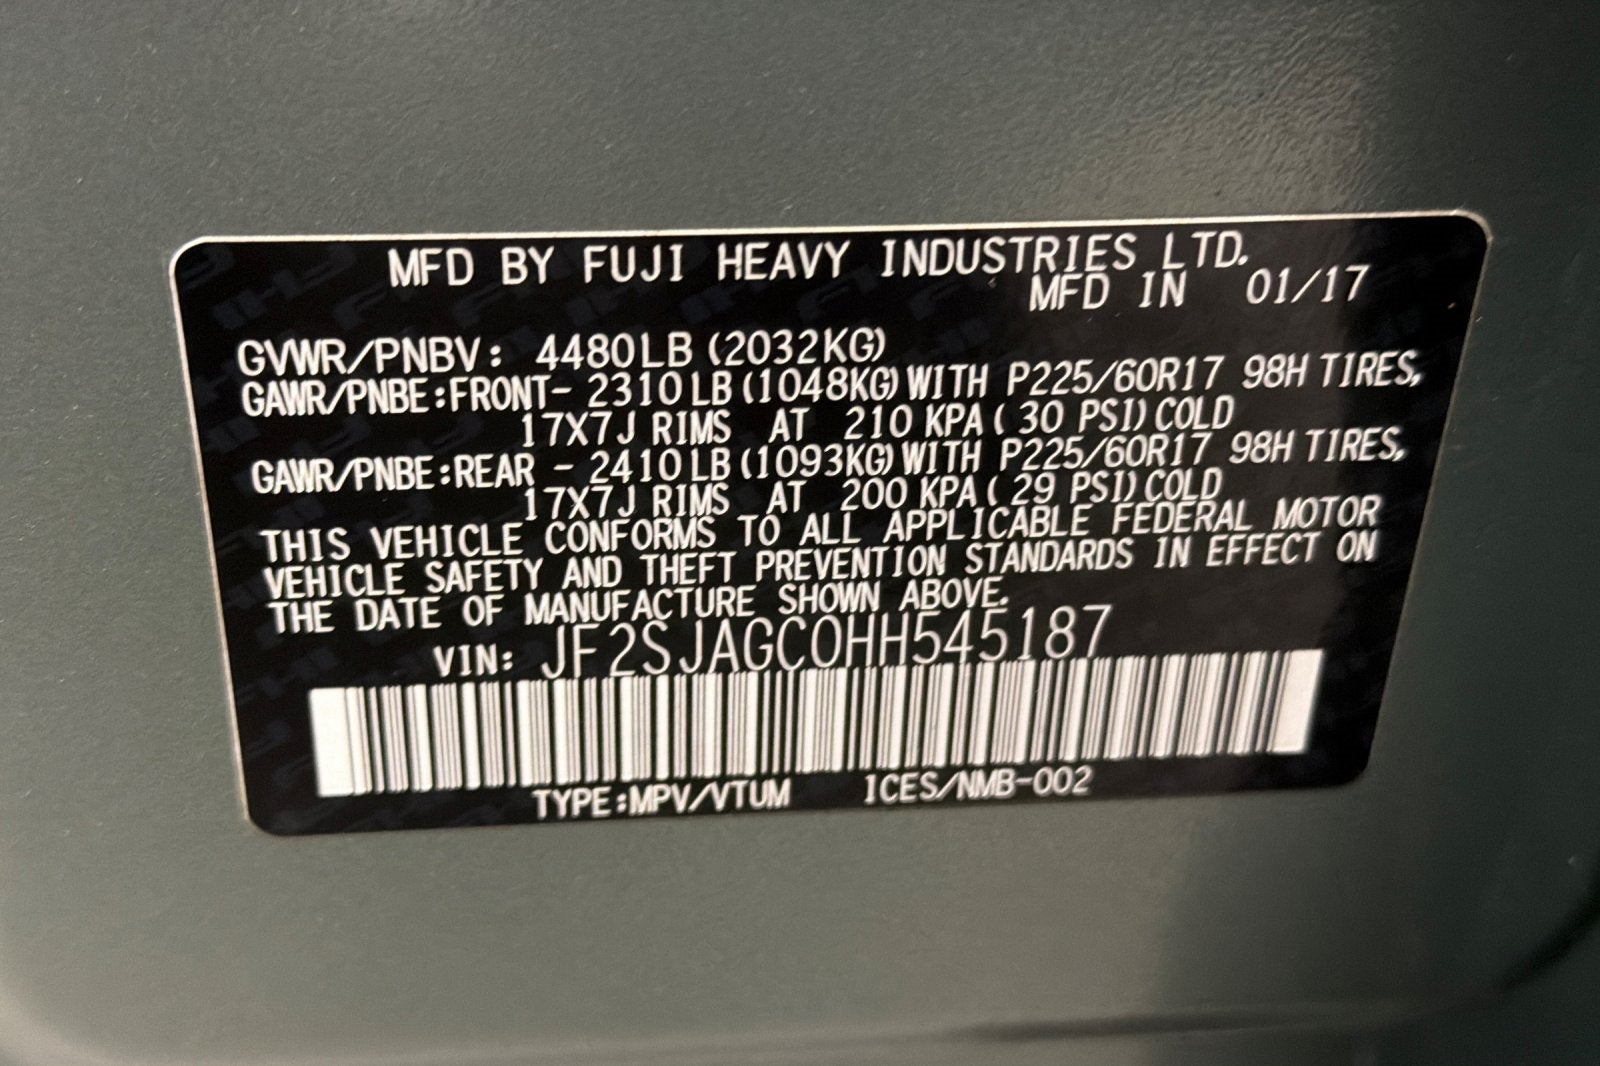 MFD BY FUJI HEAVY INDUSTRIES LTD.
MFD IN 01/17
GVWR/PNBV: 4480LB (2032KG)
GAWR/PNBE:FRONT- 2310LB (1048KG) WITH P225/60R17 98H TIRES,
17X7J RIMS AT 210 KPA ( 30 PSI) COLD
GAWR/PNBE:REAR - 2410LB (1093KG) WITH P225/60R17 98H TIRES,
17X7J RIMS AT 200 KPA ( 29 PSI) COLD
THIS VEHICLE CONFORMS TO ALL APPLICABLE FEDERAL MOTOR
VEHICLE SAFETY AND THEFT PREVENTION STANDARDS IN EFFECT ON
THE DATE OF MANUFACTURE SHOWN ABOVE.
VIN: JF2SJAGC0HH545187
TYPE:MPV/VTUM ICES/NMB-002